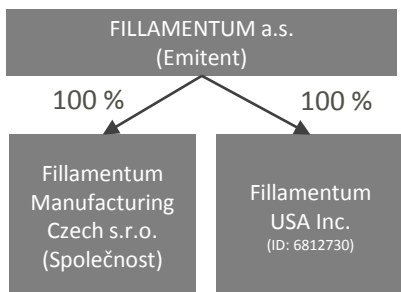 FILLAMENTUM a.s.
(Emitent)
100 %
100 %
Fillamentum
Manufacturing
Czech s.r.o.
(Společnost)
Fillamentum
USA Inc.
(ID: 6812730)